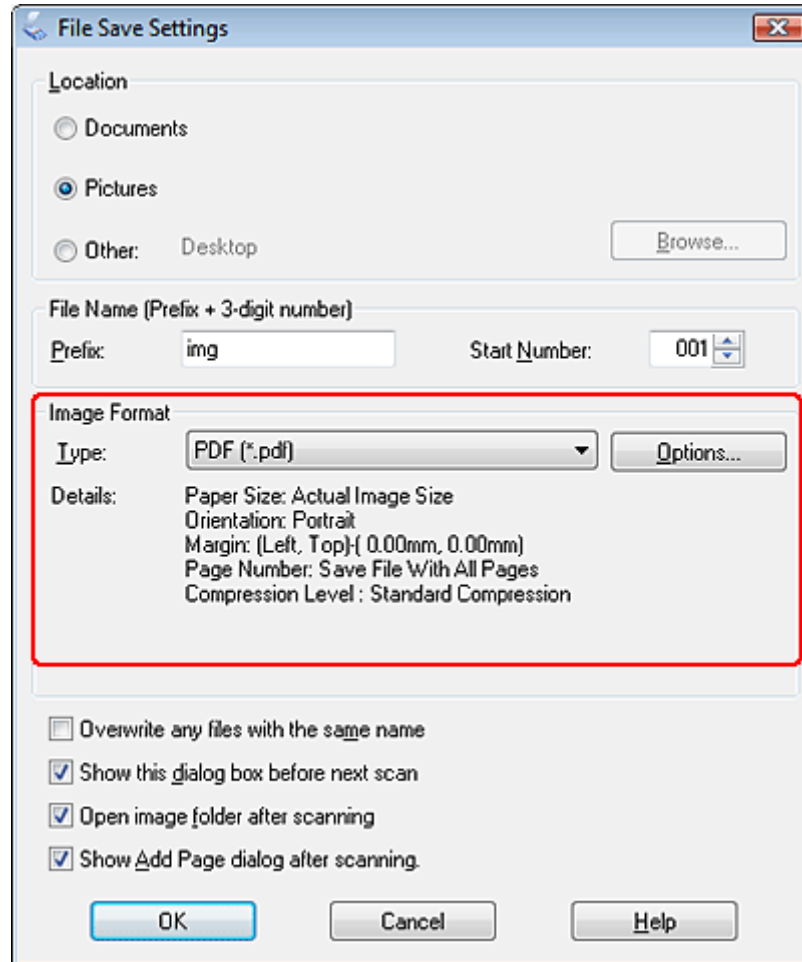 File Save Settings
Location
Documents
Pictures
Other: Desktop Browse...
File Name (Prefix + 3-digit number)
Prefix: img Start Number: 001
Image Format
Type: PDF (*.pdf) Options...
Details: Paper Size: Actual Image Size
Orientation: Portrait
Margin: (Left, Top)-( 0.00mm, 0.00mm)
Page Number: Save File With All Pages
Compression Level : Standard Compression
Overwrite any files with the same name
Show this dialog box before next scan
Open image folder after scanning
Show Add Page dialog after scanning.
OK Cancel Help